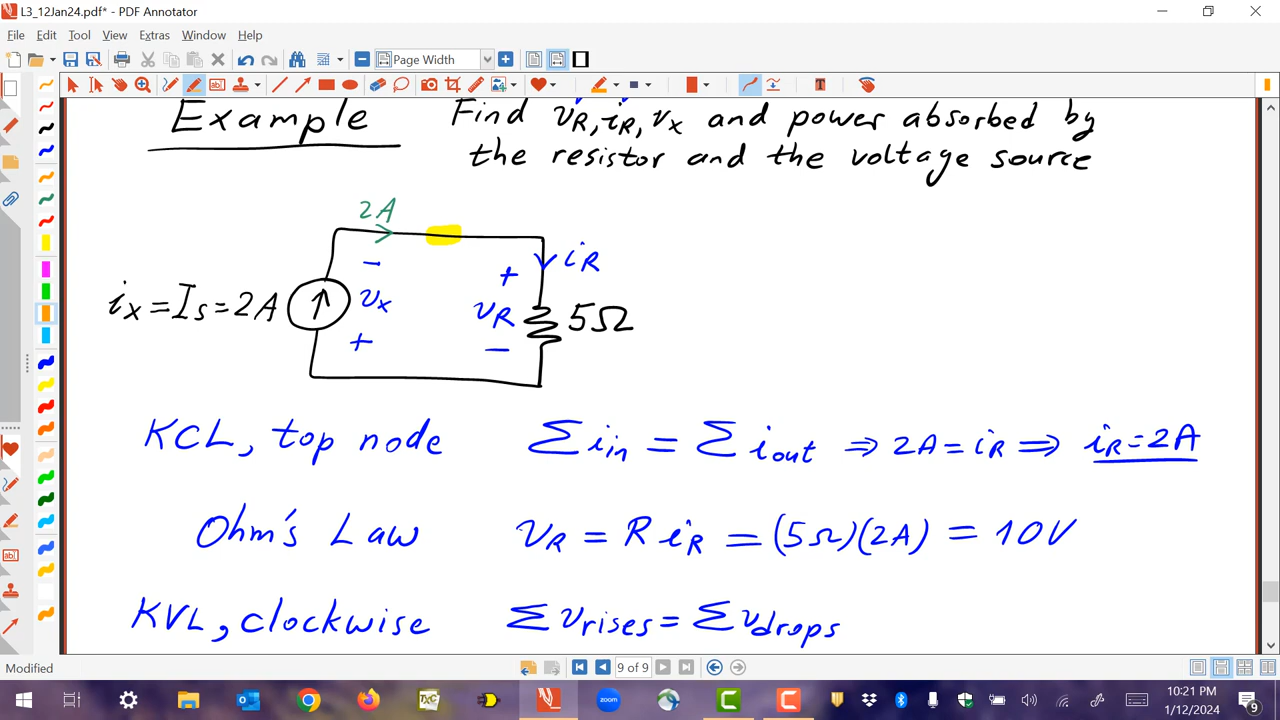 L3_12Jan24.pdf* - PDF Annotator
File Edit Tool View Extras Window Help
Page Width
Example Find vR, iR, vx and power absorbed by
the resistor and the voltage source
2A
iR
− +
ix = Is = 2A vx vR 5Ω
+ −
KCL, top node Σ iin = Σ iout ⇒ 2A = iR ⇒ iR = 2A
Ohm's Law vR = R iR = (5Ω)(2A) = 10V
KVL, clockwise Σ vrises = Σ vdrops
Modified 9 of 9
zoom
10:21 PM
1/12/2024
9